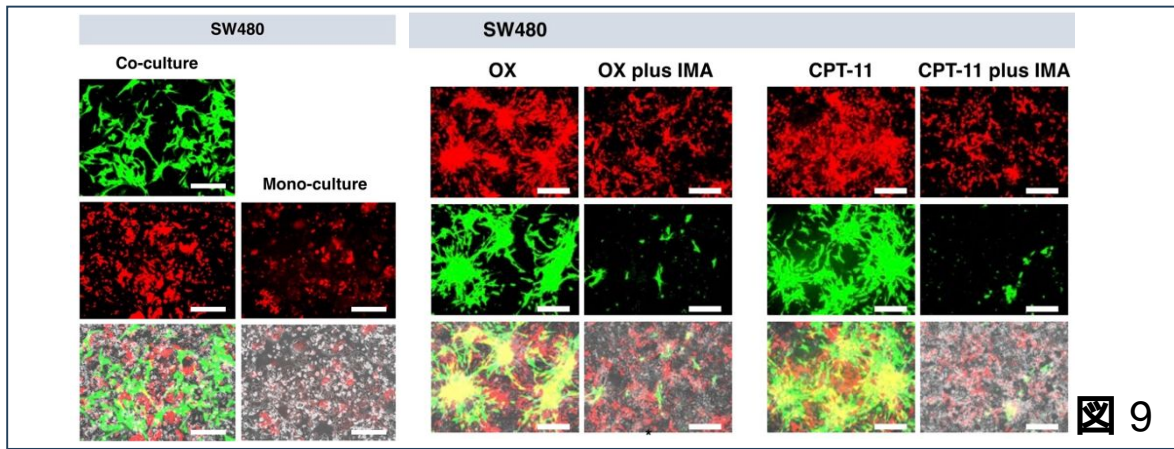 SW480
Co-culture
Mono-culture
SW480
OX
OX plus IMA
CPT-11
CPT-11 plus IMA
*
図 9